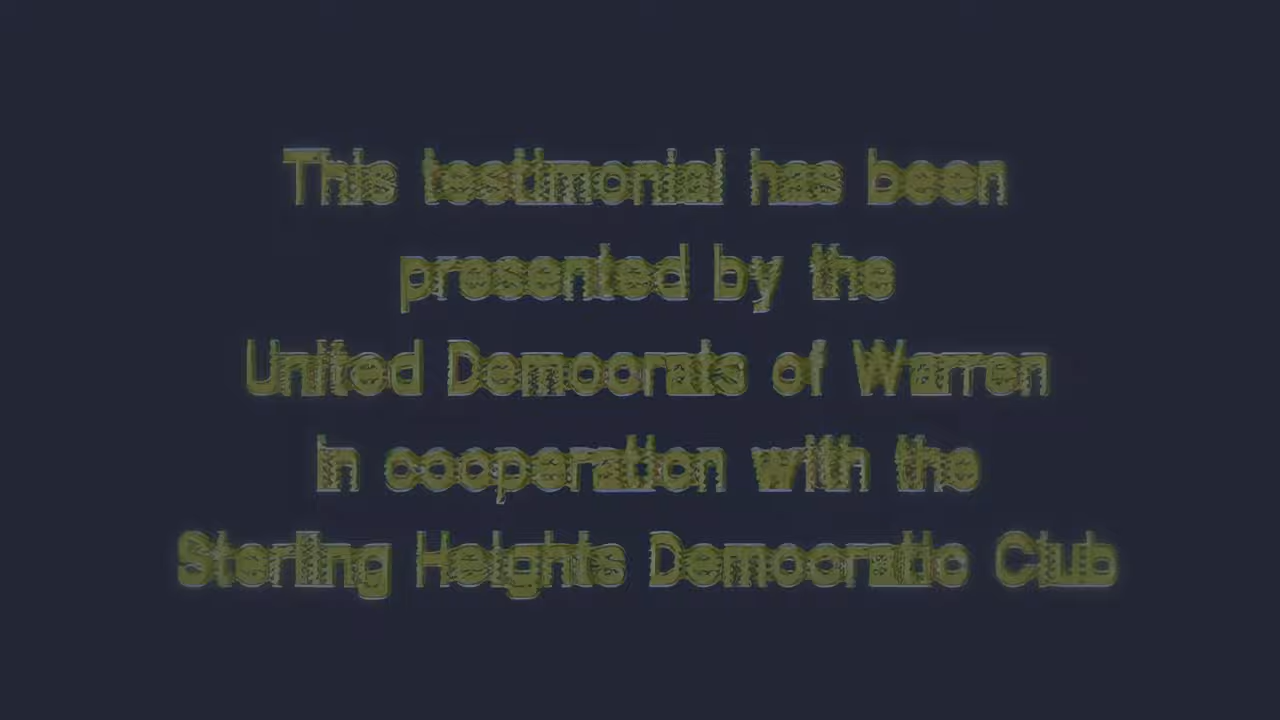 This testimonial has been
presented by the
United Democrats of Warren
in cooperation with the
Sterling Heights Democratic Club